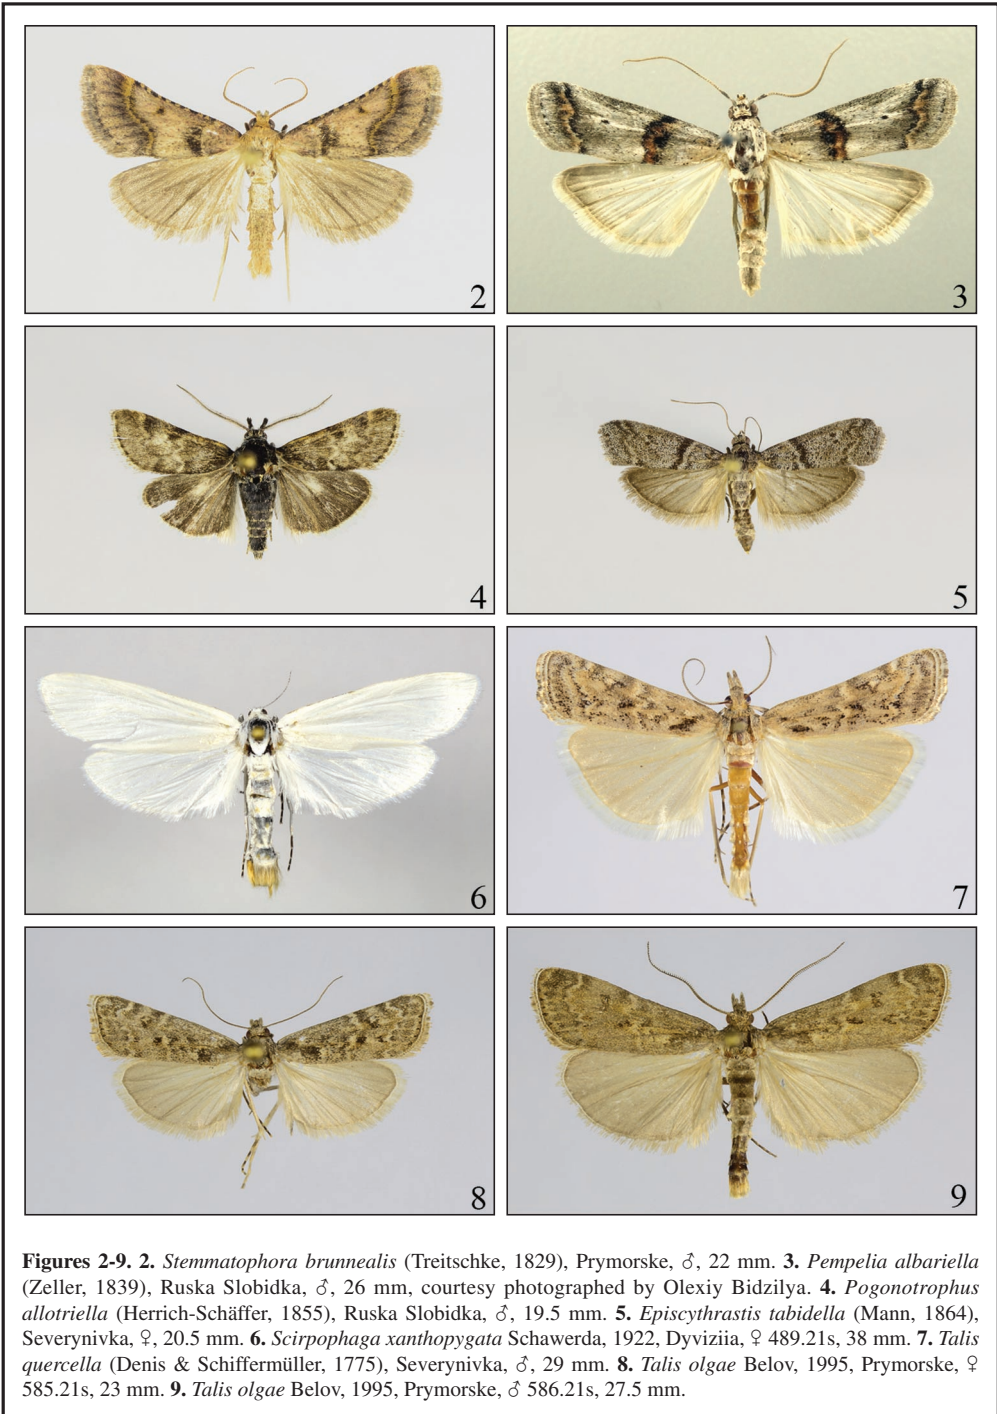 2
3
4
5
6
7
8
9
Figures 2-9. 2. Stemmatophora brunnealis (Treitschke, 1829), Prymorske, ♂, 22 mm. 3. Pempelia albariella
(Zeller, 1839), Ruska Slobidka, ♂, 26 mm, courtesy photographed by Olexiy Bidzilya. 4. Pogonotrophus
allotriella (Herrich-Schäffer, 1855), Ruska Slobidka, ♂, 19.5 mm. 5. Episcythrastis tabidella (Mann, 1864),
Severynivka, ♀, 20.5 mm. 6. Scirpophaga xanthopygata Schawerda, 1922, Dyviziia, ♀ 489.21s, 38 mm. 7. Talis
quercella (Denis & Schiffermüller, 1775), Severynivka, ♂, 29 mm. 8. Talis olgae Belov, 1995, Prymorske, ♀
585.21s, 23 mm. 9. Talis olgae Belov, 1995, Prymorske, ♂ 586.21s, 27.5 mm.